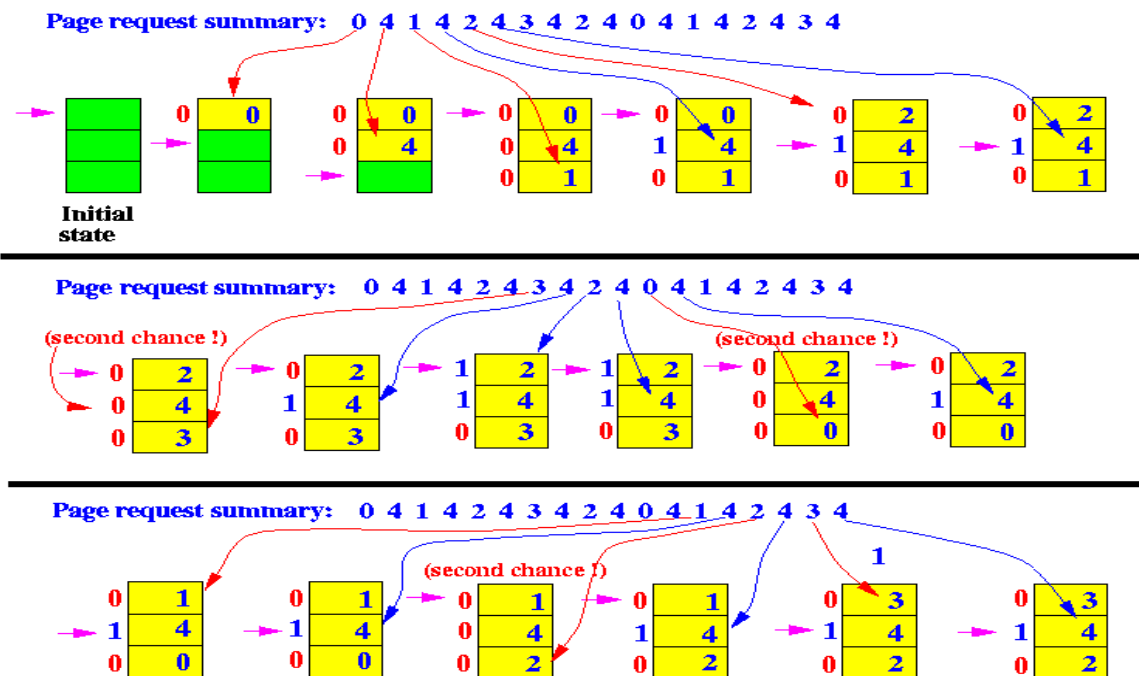 Page request summary: 0 4 1 4 2 4 3 4 2 4 0 4 1 4 2 4 3 4
0 0 0 0 0 0 0 0 0 2 0 2
0 4 0 4 1 4 1 4 1 4
0 1 0 1 0 1 0 1
Initial
state
Page request summary: 0 4 1 4 2 4 3 4 2 4 0 4 1 4 2 4 3 4
(second chance !) (second chance !)
0 2 0 2 1 2 1 2 0 2 0 2
0 4 1 4 1 4 1 4 0 4 1 4
0 3 0 3 0 3 0 3 0 0 0 0
Page request summary: 0 4 1 4 2 4 3 4 2 4 0 4 1 4 2 4 3 4
1
(second chance !)
0 1 0 1 0 1 0 1 0 3 0 3
1 4 1 4 0 4 1 4 1 4 1 4
0 0 0 0 0 2 0 2 0 2 0 2